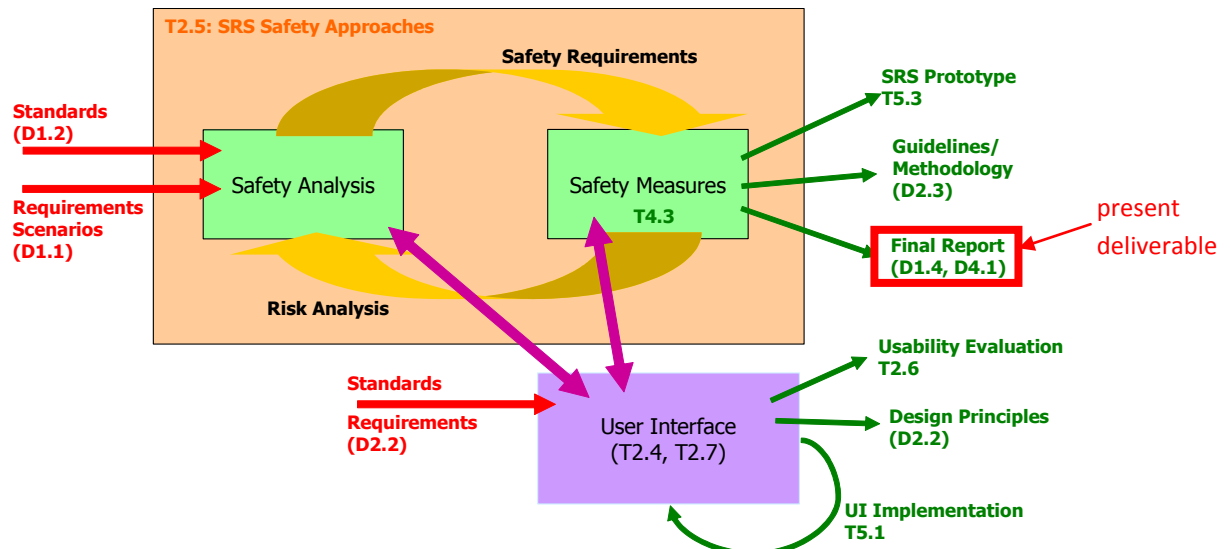 T2.5: SRS Safety Approaches
Safety Requirements
Standards
(D1.2)
Requirements
Scenarios
(D1.1)
Safety Analysis
Safety Measures
T4.3
Risk Analysis
SRS Prototype
T5.3
Guidelines/
Methodology
(D2.3)
Final Report
(D1.4, D4.1)
present
deliverable
Standards
Requirements
(D2.2)
User Interface
(T2.4, T2.7)
Usability Evaluation
T2.6
Design Principles
(D2.2)
UI Implementation
T5.1